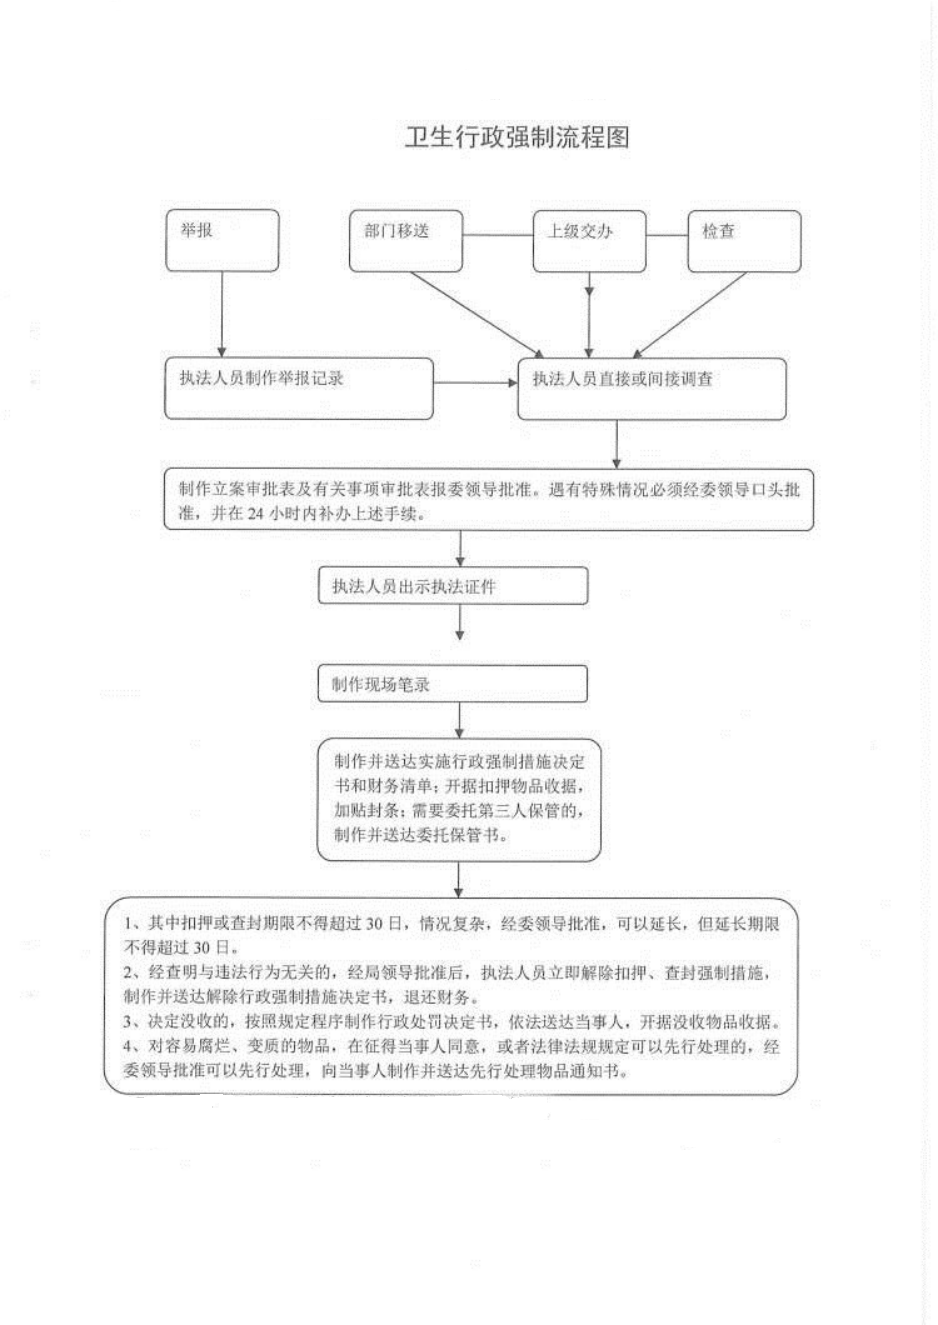 卫生行政强制流程图
举报
部门移送
上级交办
检查
执法人员制作举报记录
执法人员直接或间接调查
制作立案审批表及有关事项审批表报委领导批准。遇有特殊情况必须经委领导口头批
准，并在 24 小时内补办上述手续。
执法人员出示执法证件
制作现场笔录
制作并送达实施行政强制措施决定
书和财务清单；开据扣押物品收据，
加贴封条；需要委托第三人保管的，
制作并送达委托保管书。
1、其中扣押或查封期限不得超过 30 日，情况复杂，经委领导批准，可以延长，但延长期限
不得超过 30 日。
2、经查明与违法行为无关的，经局领导批准后，执法人员立即解除扣押、查封强制措施，
制作并送达解除行政强制措施决定书，退还财务。
3、决定没收的，按照规定程序制作行政处罚决定书，依法送达当事人，开据没收物品收据。
4、对容易腐烂、变质的物品，在征得当事人同意，或者法律法规规定可以先行处理的，经
委领导批准可以先行处理，向当事人制作并送达先行处理物品通知书。